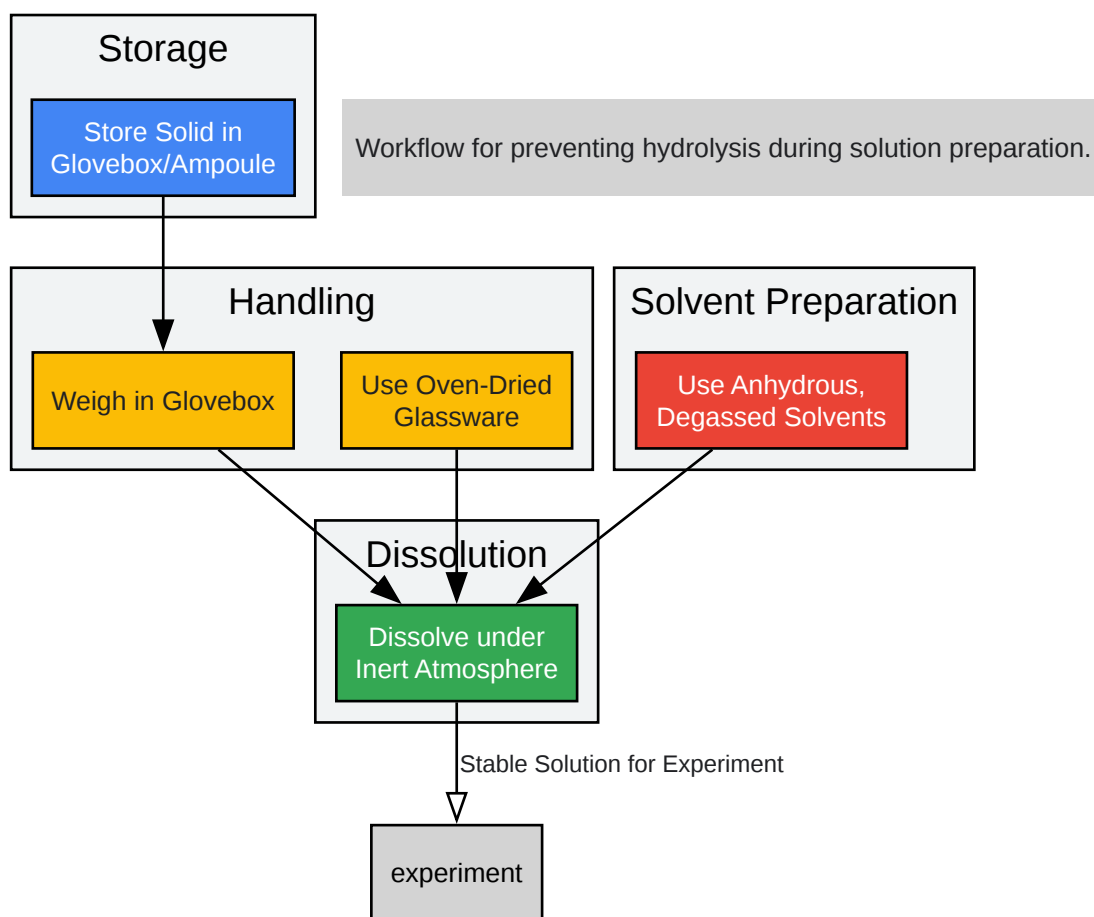 Storage
Store Solid in
Glovebox/Ampoule
Workflow for preventing hydrolysis during solution preparation.
Handling
Weigh in Glovebox
Use Oven-Dried
Glassware
Solvent Preparation
Use Anhydrous,
Degassed Solvents
Dissolution
Dissolve under
Inert Atmosphere
Stable Solution for Experiment
experiment